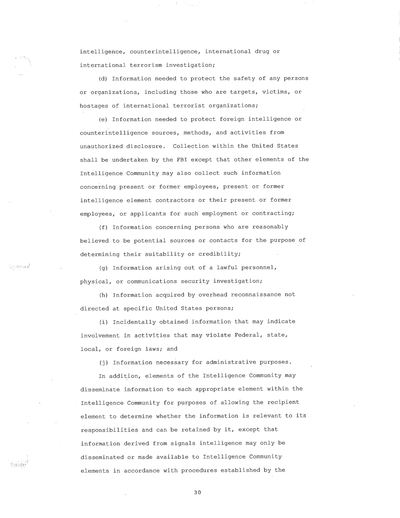 intelligence, counterintelligence, international drug or
international terrorism investigation;
(d) Information needed to protect the safety of any persons
or organizations, including those who are targets, victims, or
hostages of international terrorist organizations;
(e) Information needed to protect foreign intelligence or
counterintelligence sources, methods, and activities from
unauthorized disclosure. Collection within the United States
shall be undertaken by the FBI except that other elements of the
Intelligence Community may also collect such information
concerning present or former employees, present or former
intelligence element contractors or their present or former
employees, or applicants for such employment or contracting;
(f) Information concerning persons who are reasonably
believed to be potential sources or contacts for the purpose of
determining their suitability or credibility;
(g) Information arising out of a lawful personnel,
physical, or communications security investigation;
(h) Information acquired by overhead reconnaissance not
directed at specific United States persons;
(i) Incidentally obtained information that may indicate
involvement in activities that may violate Federal, state,
local, or foreign laws; and
(j) Information necessary for administrative purposes.
In addition, elements of the Intelligence Community may
disseminate information to each appropriate element within the
Intelligence Community for purposes of allowing the recipient
element to determine whether the information is relevant to its
responsibilities and can be retained by it, except that
information derived from signals intelligence may only be
disseminated or made available to Intelligence Community
elements in accordance with procedures established by the
30